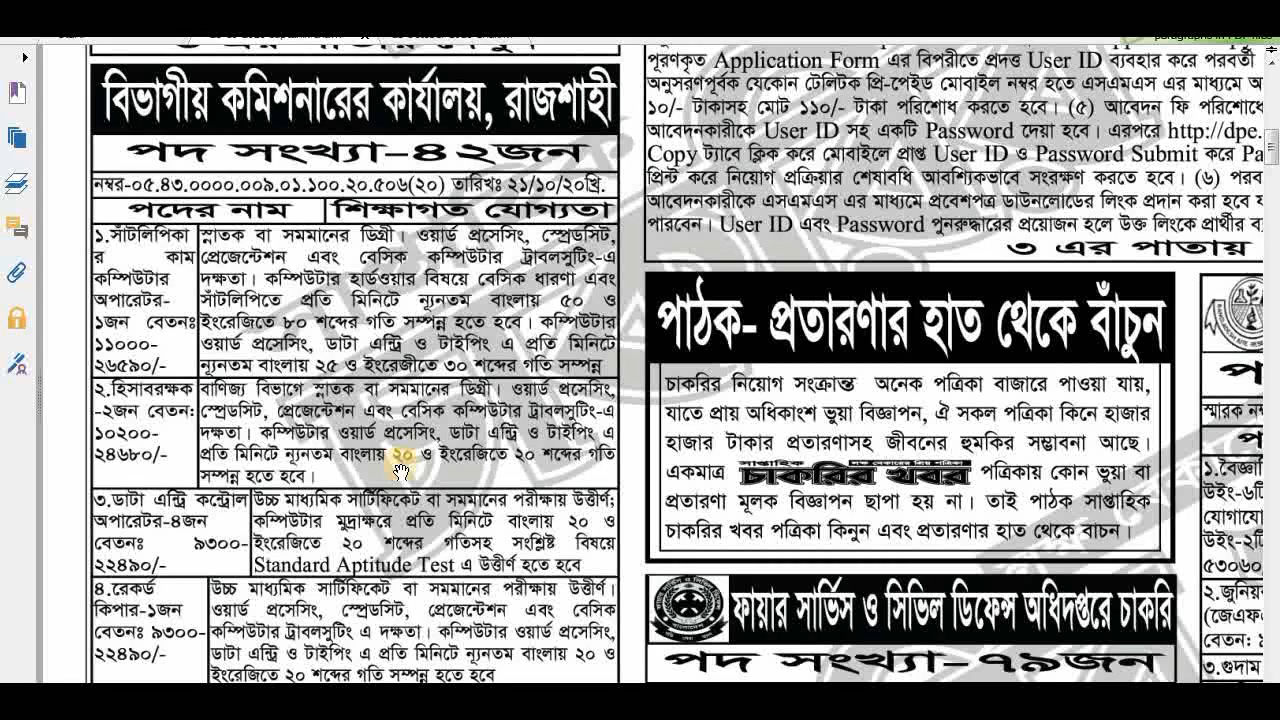 বিভাগীয় কমিশনারের কার্যালয়, রাজশাহী
পদ সংখ্যা-৪২জন
নম্বর-০৫.৪৩.০০০০.০০৯.০১.১০০.২০.৫০৬(২০) তারিখঃ ২১/১০/২০খ্রি.
পদের নাম শিক্ষাগত যোগ্যতা
১.সাঁটলিপিকা
র কাম
কম্পিউটার
অপারেটর-
১জন বেতনঃ
১১০০০-
২৬৫৯০/-
স্নাতক বা সমমানের ডিগ্রী। ওয়ার্ড প্রসেসিং, স্প্রেডসিট,
প্রেজেন্টেশন এবং বেসিক কম্পিউটার ট্রাবলসুটিং-এ
দক্ষতা। কম্পিউটার হার্ডওয়ার বিষয়ে বেসিক ধারণা এবং
সাঁটলিপিতে প্রতি মিনিটে ন্যূনতম বাংলায় ৫০ ও
ইংরেজিতে ৮০ শব্দের গতি সম্পন্ন হতে হবে। কম্পিউটার
ওয়ার্ড প্রসেসিং, ডাটা এন্ট্রি ও টাইপিং এ প্রতি মিনিটে
ন্যূনতম বাংলায় ২৫ ও ইংরেজীতে ৩০ শব্দের গতি সম্পন্ন
২.হিসাবরক্ষক
-২জন বেতন:
১০২০০-
২৪৬৮০/-
বাণিজ্য বিভাগে স্নাতক বা সমমানের ডিগ্রী। ওয়ার্ড প্রসেসিং,
স্প্রেডসিট, প্রেজেন্টেশন এবং বেসিক কম্পিউটার ট্রাবলসুটিং-এ
দক্ষতা। কম্পিউটার ওয়ার্ড প্রসেসিং, ডাটা এন্ট্রি ও টাইপিং এ
প্রতি মিনিটে ন্যূনতম বাংলায় ২০ ও ইংরেজিতে ২০ শব্দের গতি
সম্পন্ন হতে হবে।
৩.ডাটা এন্ট্রি কন্ট্রোল
অপারেটর-৪জন
বেতনঃ ৯৩০০-
২২৪৯০/-
উচ্চ মাধ্যমিক সার্টিফিকেট বা সমমানের পরীক্ষায় উত্তীর্ণ;
কম্পিউটার মুদ্রাক্ষরে প্রতি মিনিটে বাংলায় ২০ ও
ইংরেজিতে ২০ শব্দের গতিসহ সংশ্লিষ্ট বিষয়ে
Standard Aptitude Test এ উত্তীর্ণ হতে হবে
৪.রেকর্ড
কিপার-১জন
বেতনঃ ৯৩০০-
২২৪৯০/-
উচ্চ মাধ্যমিক সার্টিফিকেট বা সমমানের পরীক্ষায় উত্তীর্ণ।
ওয়ার্ড প্রসেসিং, স্প্রেডসিট, প্রেজেন্টেশন এবং বেসিক
কম্পিউটার ট্রাবলসুটিং এ দক্ষতা। কম্পিউটার ওয়ার্ড প্রসেসিং,
ডাটা এন্ট্রি ও টাইপিং এ প্রতি মিনিটে ন্যূনতম বাংলায় ২০ ও
ইংরেজিতে ২০ শব্দের গতি সম্পন্ন হতে হবে
পূরণকৃত Application Form এর বিপরীতে প্রদত্ত User ID ব্যবহার করে পরবর্তী
অনুসরণপূর্বক যেকোন টেলিটক প্রি-পেইড মোবাইল নম্বর হতে এসএমএস এর মাধ্যমে
১০/- টাকাসহ মোট ১১০/- টাকা পরিশোধ করতে হবে। (৫) আবেদন ফি
আবেদনকারীকে User ID সহ একটি Password দেয়া হবে। এরপরে http://dpe.
Copy ট্যাবে ক্লিক করে মোবাইলে প্রাপ্ত User ID ও Password Submit করে
প্রিন্ট করে নিয়োগ প্রক্রিয়ার শেষাবধি আবশ্যিকভাবে সংরক্ষণ করতে হবে। (৬)
আবেদনকারীকে এসএমএস এর মাধ্যমে প্রবেশপত্র ডাউনলোডের লিংক প্রদান করা হবে
পারবেন। User ID এবং Password পুনরুদ্ধারের প্রয়োজন হলে উক্ত লিংকে প্রার্থীর
৩ এর পাতায়
পাঠক- প্রতারণার হাত থেকে বাঁচুন
চাকরির নিয়োগ সংক্রান্ত অনেক পত্রিকা বাজারে পাওয়া যায়,
যাতে প্রায় অধিকাংশ ভুয়া বিজ্ঞাপন, ঐ সকল পত্রিকা কিনে হাজার
হাজার টাকার প্রতারণাসহ জীবনের হুমকির সম্ভাবনা আছে।
একমাত্র সাপ্তাহিক চাকরির খবর পত্রিকায় কোন ভুয়া বা
প্রতারণা মূলক বিজ্ঞাপন ছাপা হয় না। তাই পাঠক সাপ্তাহিক
চাকরির খবর পত্রিকা কিনুন এবং প্রতারণার হাত থেকে বাচন।
ফায়ার সার্ভিস ও সিভিল ডিফেন্স অধিদপ্তরে চাকরি
পদ সংখ্যা-৭৯জন
স্মারক
উইং-৬টি
উইং-২টি
৫৩০৬০/
২.জুনিয়র
বেতন:
৩.গুদাম